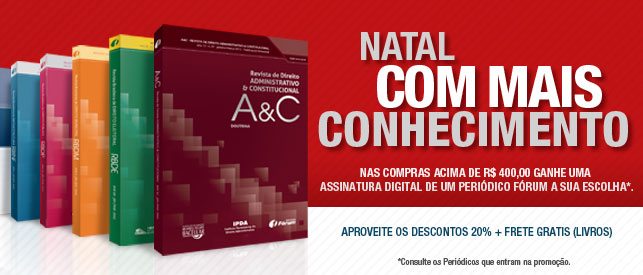 Revista de Direito
ADMINISTRATIVO
& CONSTITUCIONAL
A&C
A&C
RBDE
RBDM
IPDA
Fórum
NATAL
COM MAIS
CONHECIMENTO
NAS COMPRAS ACIMA DE R$ 400,00 GANHE UMA
ASSINATURA DIGITAL DE UM PERIÓDICO FÓRUM A SUA ESCOLHA*.
APROVEITE OS DESCONTOS 20% + FRETE GRATIS (LIVROS)
*Consulte os Periódicos que entram na promoção.